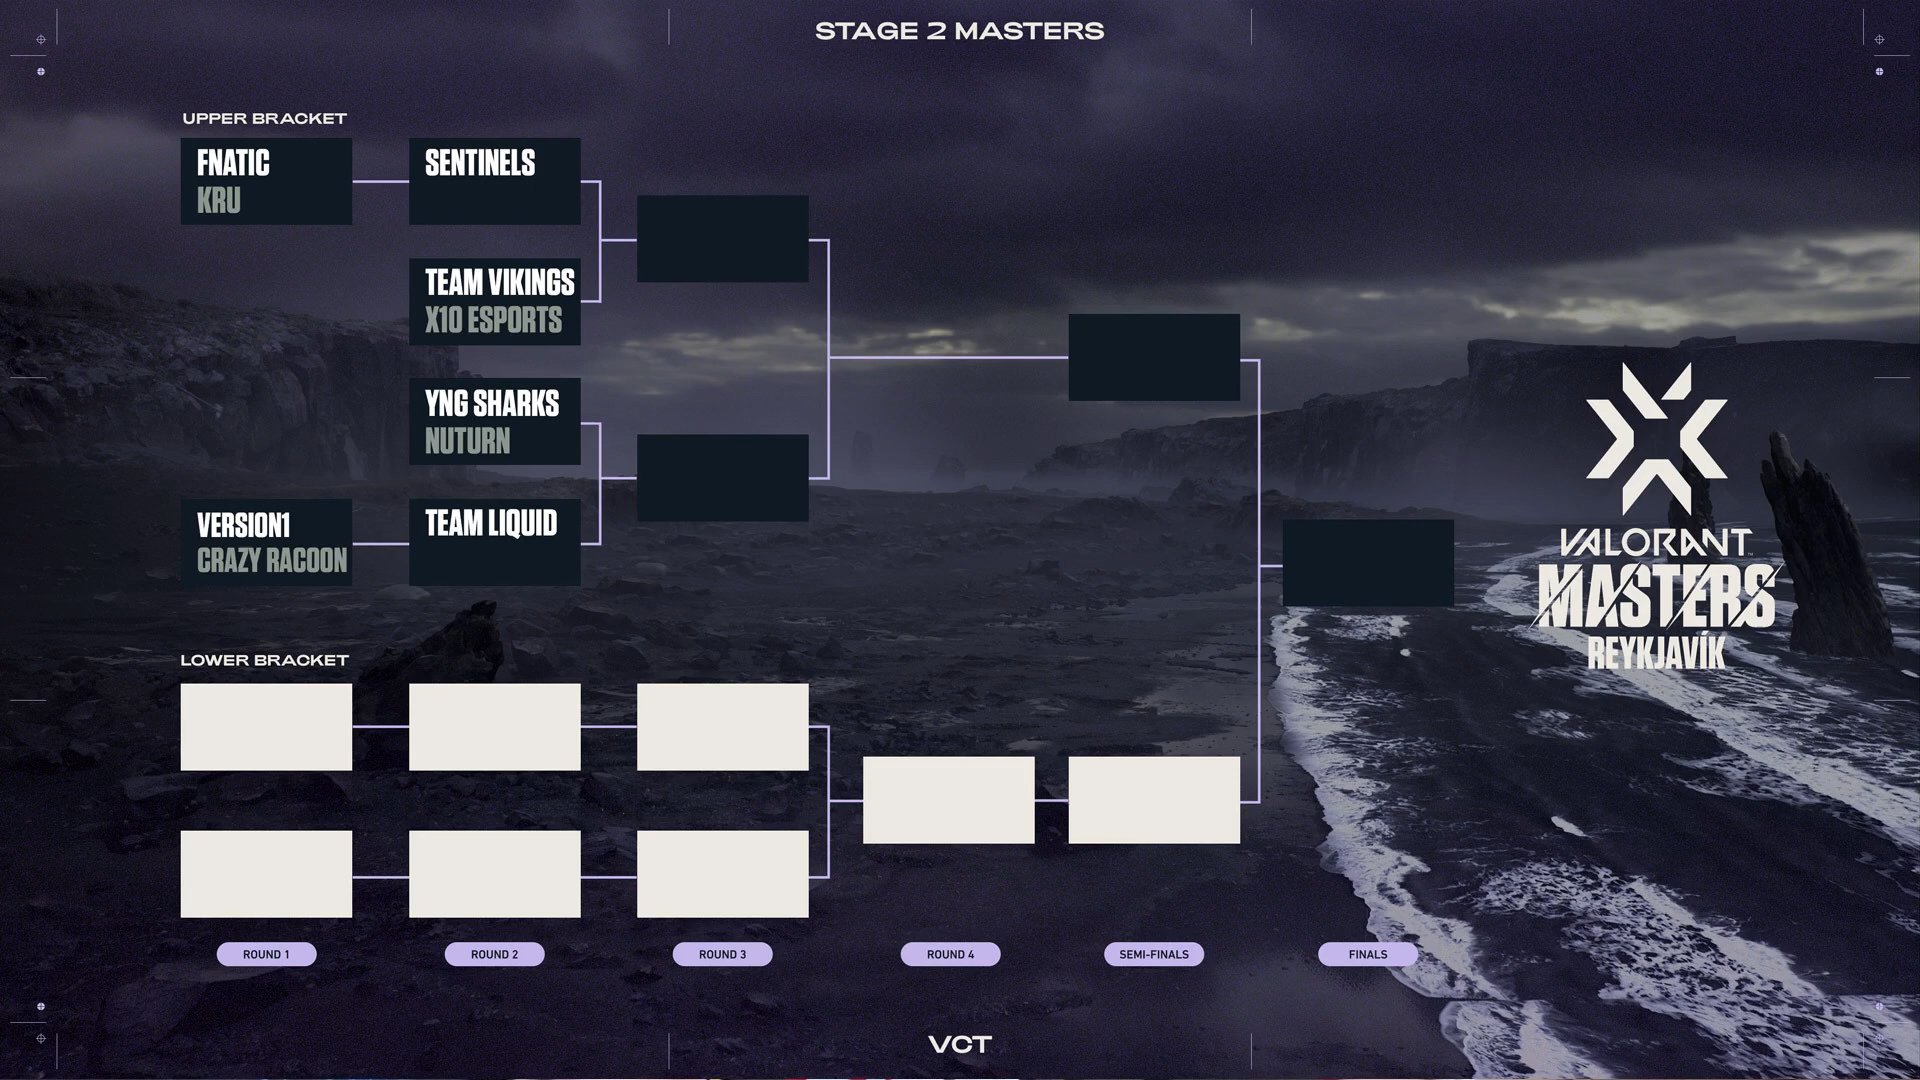 STAGE 2 MASTERS
UPPER BRACKET
FNATIC
KRU
SENTINELS
TEAM VIKINGS
X10 ESPORTS
YNG SHARKS
NUTURN
VERSION1
CRAZY RACOON
TEAM LIQUID
VALORANT
MASTERS
REYKJAVÍK
LOWER BRACKET
ROUND 1
ROUND 2
ROUND 3
ROUND 4
SEMI-FINALS
FINALS
VCT